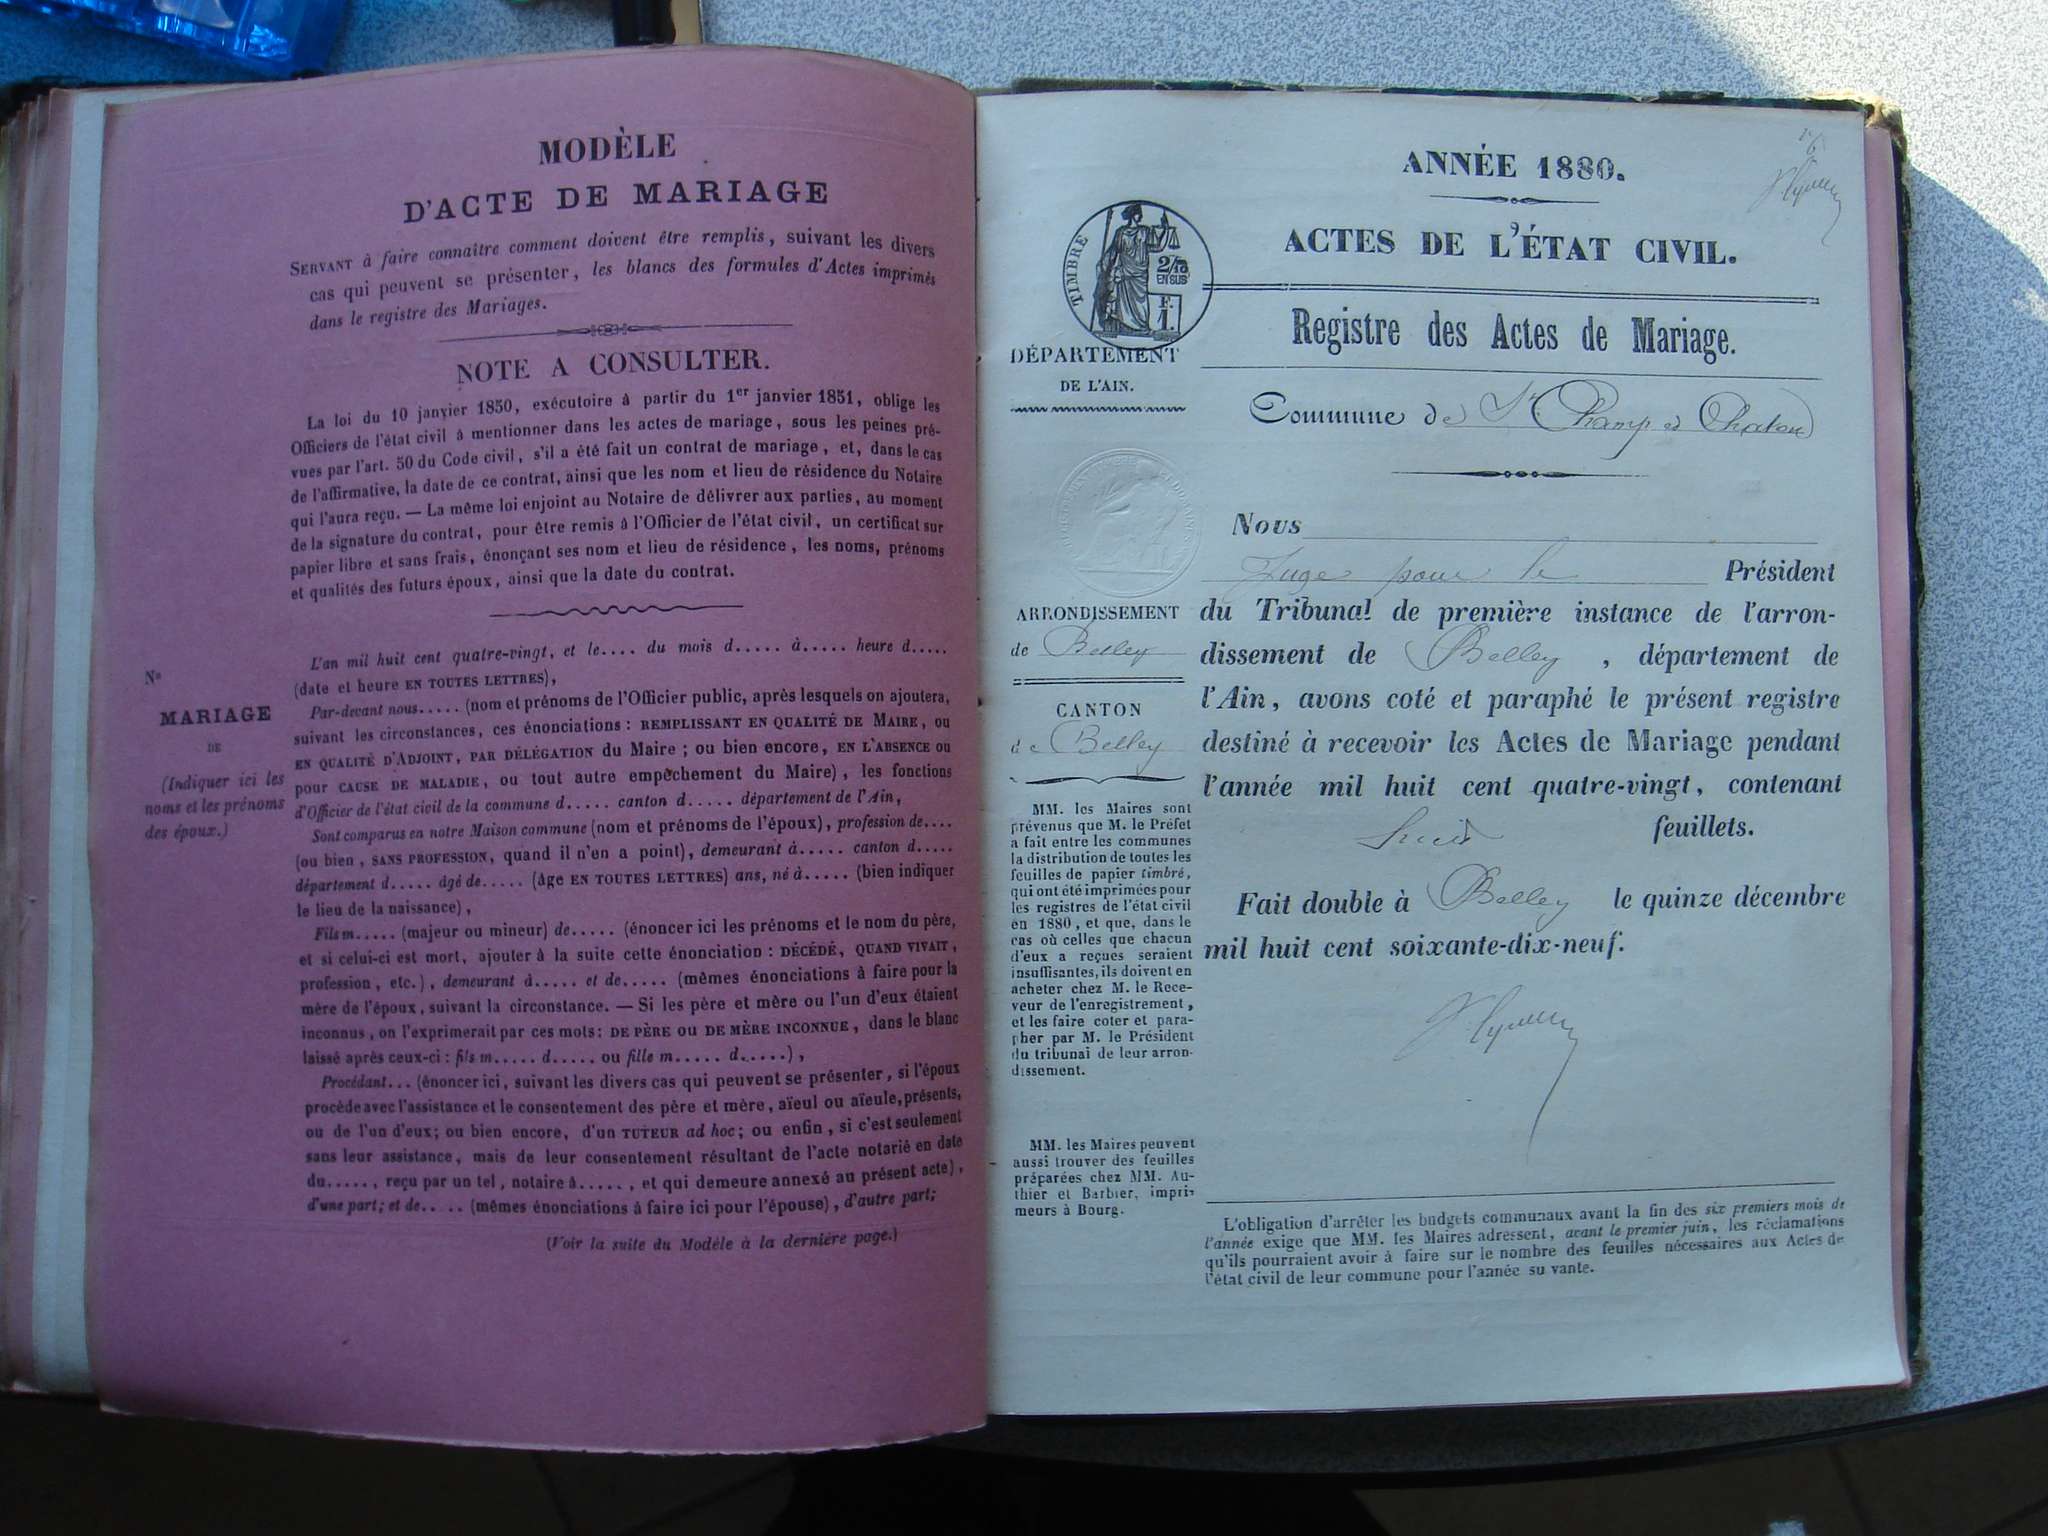 MODÈLE
D'ACTE DE MARIAGE
SERVANT à faire connaître comment doivent être remplis, suivant les divers
cas qui peuvent se présenter, les blancs des formules d'Actes imprimés
dans le registre des Mariages.
NOTE A CONSULTER.
La loi du 10 janvier 1850, exécutoire à partir du 1er janvier 1851, oblige les
Officiers de l'état civil à mentionner dans les actes de mariage, sous les peines pré-
vues par l'art. 50 du Code civil, s'il a été fait un contrat de mariage, et, dans le cas
de l'affirmative, la date de ce contrat, ainsi que les nom et lieu de résidence du Notaire
qui l'aura reçu. — La même loi enjoint au Notaire de délivrer aux parties, au moment
de la signature du contrat, pour être remis à l'Officier de l'état civil, un certificat sur
papier libre et sans frais, énonçant ses nom et lieu de résidence, les noms, prénoms
et qualités des futurs époux, ainsi que la date du contrat.
No
MARIAGE
DE
(Indiquer ici les
noms et les prénoms
des époux.)
L'an mil huit cent quatre-vingt, et le.... du mois d..... à..... heure d.....
(date et heure EN TOUTES LETTRES),
Par-devant nous..... (nom et prénoms de l'Officier public, après lesquels on ajoutera,
suivant les circonstances, ces énonciations : REMPLISSANT EN QUALITÉ DE MAIRE, ou
EN QUALITÉ D'ADJOINT, PAR DÉLÉGATION du Maire ; ou bien encore, EN L'ABSENCE ou
pour CAUSE DE MALADIE, ou tout autre empêchement du Maire), les fonctions
d'Officier de l'état civil de la commune d..... canton d..... département de l'Ain,
Sont comparus en notre Maison commune (nom et prénoms de l'époux), profession de....
(ou bien, SANS PROFESSION, quand il n'en a point), demeurant à..... canton d.....
département d..... âgé de..... (âge EN TOUTES LETTRES) ans, né à..... (bien indiquer
le lieu de la naissance),
Fils m..... (majeur ou mineur) de..... (énoncer ici les prénoms et le nom du père,
et si celui-ci est mort, ajouter à la suite cette énonciation : DÉCÉDÉ, QUAND VIVAIT,
profession, etc.), demeurant à..... et de..... (mêmes énonciations à faire pour la
mère de l'époux, suivant la circonstance. — Si les père et mère ou l'un d'eux étaient
inconnus, on l'exprimerait par ces mots: DE PÈRE ou DE MÈRE INCONNUE, dans le blanc
laissé après ceux-ci : fils m..... d..... ou fille m..... d.....),
Procédant... (énoncer ici, suivant les divers cas qui peuvent se présenter, si l'époux
procède avec l'assistance et le consentement des père et mère, aïeul ou aïeule, présents,
ou de l'un d'eux; ou bien encore, d'un TUTEUR ad hoc; ou enfin, si c'est seulement
sans leur assistance, mais de leur consentement résultant de l'acte notarié en date
du....., reçu par un tel, notaire à....., et qui demeure annexé au présent acte),
d'une part; et de..... (mêmes énonciations à faire ici pour l'épouse), d'autre part;
(Voir la suite du Modèle à la dernière page.)
ANNÉE 1880.
ACTES DE L'ÉTAT CIVIL.
TIMBRE
2/10
EN SUS
F.
1.
Registre des Actes de Mariage.
DÉPARTEMENT
DE L'AIN.
Commune de St Champ et Chatonod
Nous
Juge pour le Président
du Tribunal de première instance de l'arron-
dissement de Belley, département de
l'Ain, avons coté et paraphé le présent registre
destiné à recevoir les Actes de Mariage pendant
l'année mil huit cent quatre-vingt, contenant
huit feuillets.
Fait double à Belley le quinze décembre
mil huit cent soixante-dix-neuf.
ARRONDISSEMENT
de Belley
CANTON
de Belley
MM. les Maires sont
prévenus que M. le Préfet
a fait entre les communes
la distribution de toutes les
feuilles de papier timbré,
qui ont été imprimées pour
les registres de l'état civil
en 1880, et que, dans le
cas où celles que chacun
d'eux a reçues seraient
insuffisantes, ils doivent en
acheter chez M. le Rece-
veur de l'enregistrement,
et les faire coter et para-
pher par M. le Président
du tribunal de leur arron-
dissement.
MM. les Maires peuvent
aussi trouver des feuilles
préparées chez MM. Au-
thier et Barbier, impri-
meurs à Bourg.
L'obligation d'arrêter les budgets communaux avant la fin des six premiers mois de
l'année exige que MM. les Maires adressent, avant le premier juin, les réclamations
qu'ils pourraient avoir à faire sur le nombre des feuilles nécessaires aux Actes de
l'état civil de leur commune pour l'année su vante.